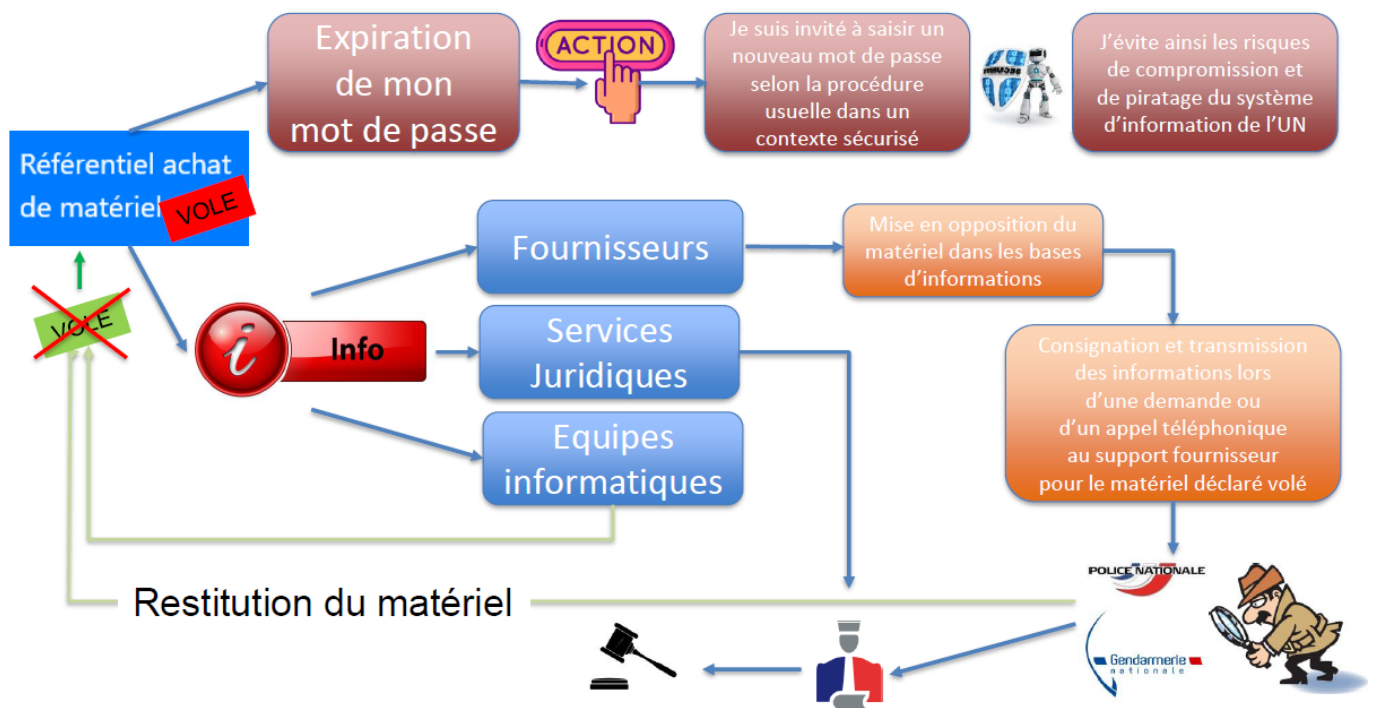 Expiration
de mon
mot de passe
ACTION
Je suis invité à saisir un
nouveau mot de passe
selon la procédure
usuelle dans un
contexte sécurisé
J’évite ainsi les risques
de compromission et
de piratage du système
d’information de l’UN
Référentiel achat
de matériel
VOLE
VOLE
Info
Fournisseurs
Services
Juridiques
Equipes
informatiques
Mise en opposition du
matériel dans les bases
d’informations
Consignation et transmission
des informations lors
d’une demande ou
d’un appel téléphonique
au support fournisseur
pour le matériel déclaré volé
Restitution du matériel
POLICE NATIONALE
Gendarmerie
nationale